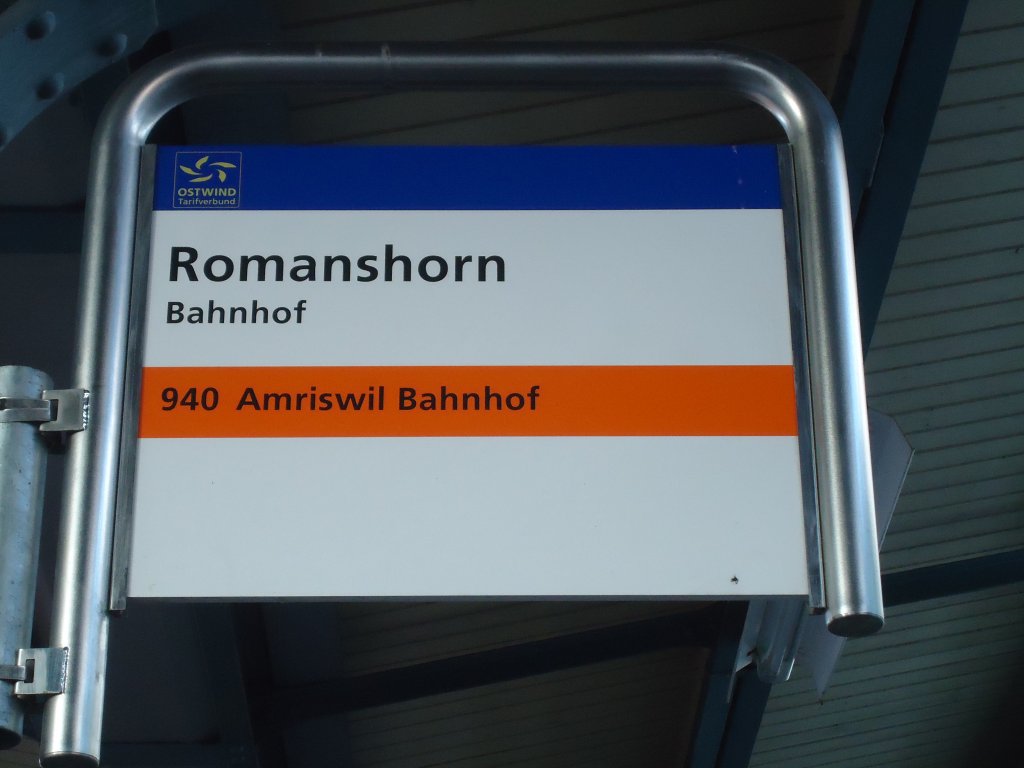 OSTWIND
Tarifverbund
Romanshorn
Bahnhof
940 Amriswil Bahnhof